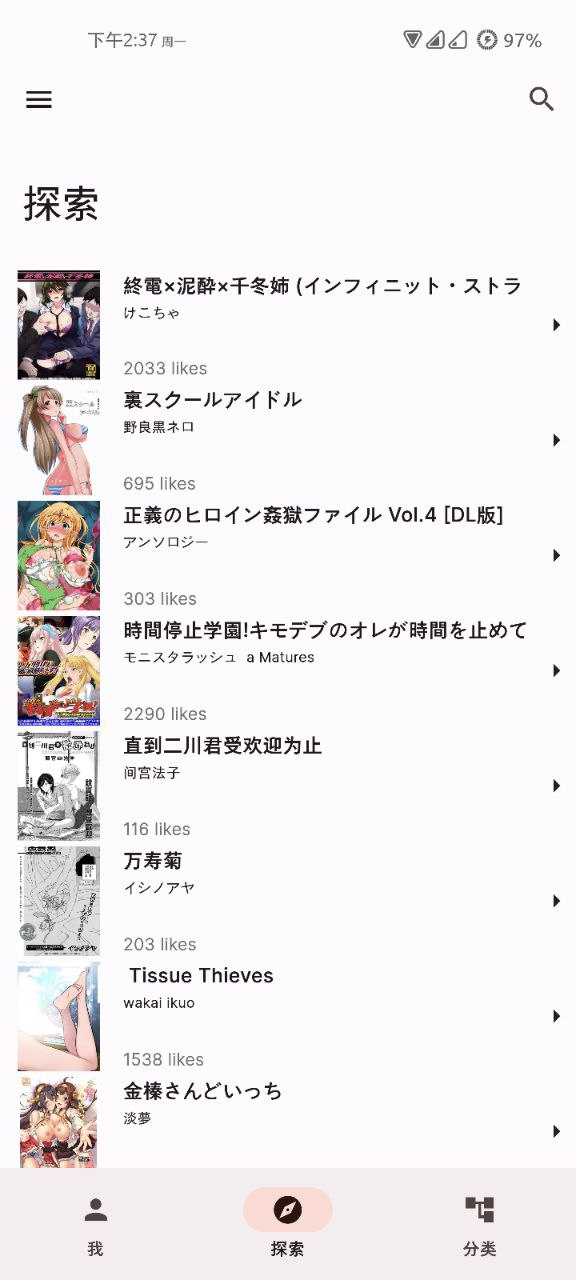 下午2:37 周一
97%
探索
終電×泥酔×千冬姉 (インフィニット・ストラ
けこちゃ
2033 likes
裏スクールアイドル
野良黒ネロ
695 likes
正義のヒロイン姦獄ファイル Vol.4 [DL版]
アンソロジー
303 likes
時間停止学園!キモデブのオレが時間を止めて
モニスタラッシュ a Matures
2290 likes
直到二川君受欢迎为止
间宫法子
116 likes
万寿菊
イシノアヤ
203 likes
Tissue Thieves
wakai ikuo
1538 likes
金榛さんどいっち
淡夢
我
探索
分类